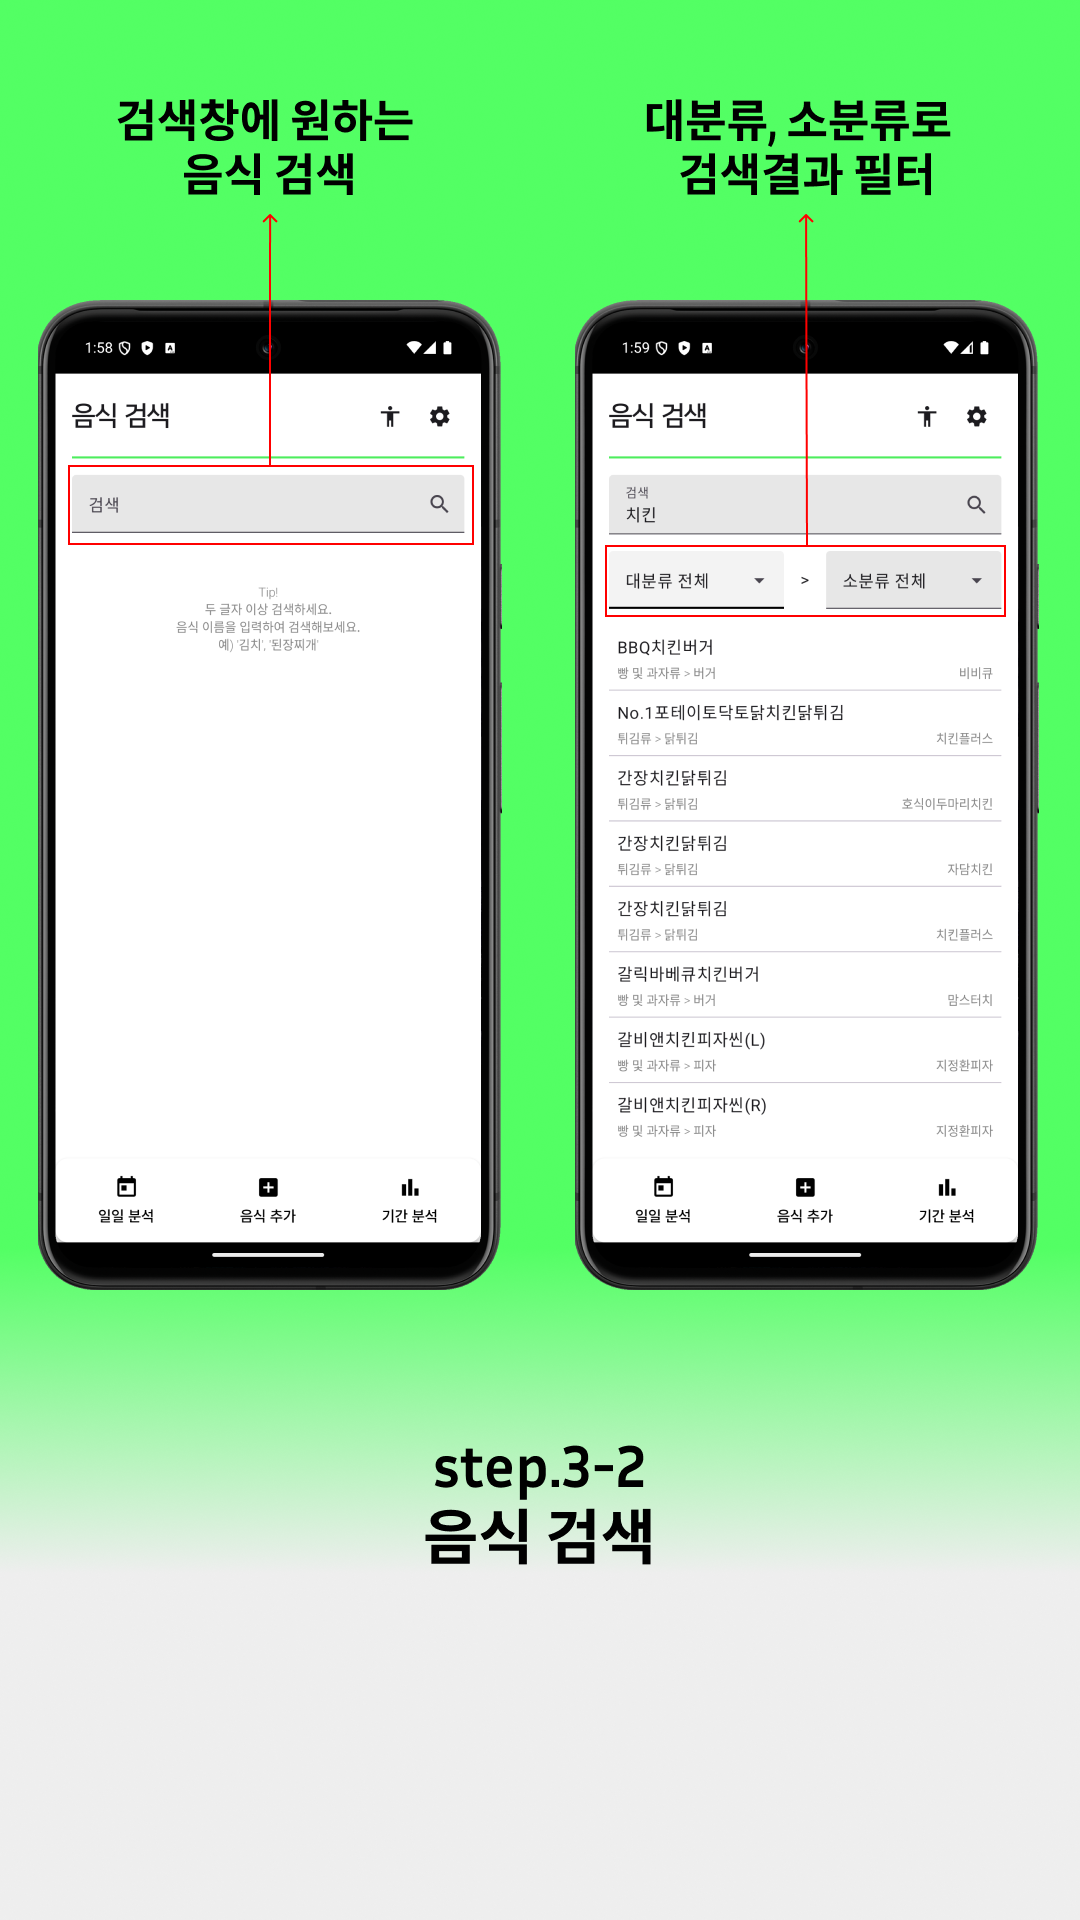 검색창에 원하는
음식 검색
대분류, 소분류로
검색결과 필터
1:58
음식 검색
검색
Tip!
두 글자 이상 검색하세요.
음식 이름을 입력하여 검색해보세요.
예) '김치', '된장찌개'
일일 분석
음식 추가
기간 분석
1:59
음식 검색
검색
치킨
대분류 전체 > 소분류 전체
BBQ치킨버거
빵 및 과자류 > 버거 비비큐
No.1포테이토닥토닭치킨닭튀김
튀김류 > 닭튀김 치킨플러스
간장치킨닭튀김
튀김류 > 닭튀김 호식이두마리치킨
간장치킨닭튀김
튀김류 > 닭튀김 자담치킨
간장치킨닭튀김
튀김류 > 닭튀김 치킨플러스
갈릭바베큐치킨버거
빵 및 과자류 > 버거 맘스터치
갈비앤치킨피자씬(L)
빵 및 과자류 > 피자 지정환피자
갈비앤치킨피자씬(R)
빵 및 과자류 > 피자 지정환피자
일일 분석
음식 추가
기간 분석
step.3-2
음식 검색